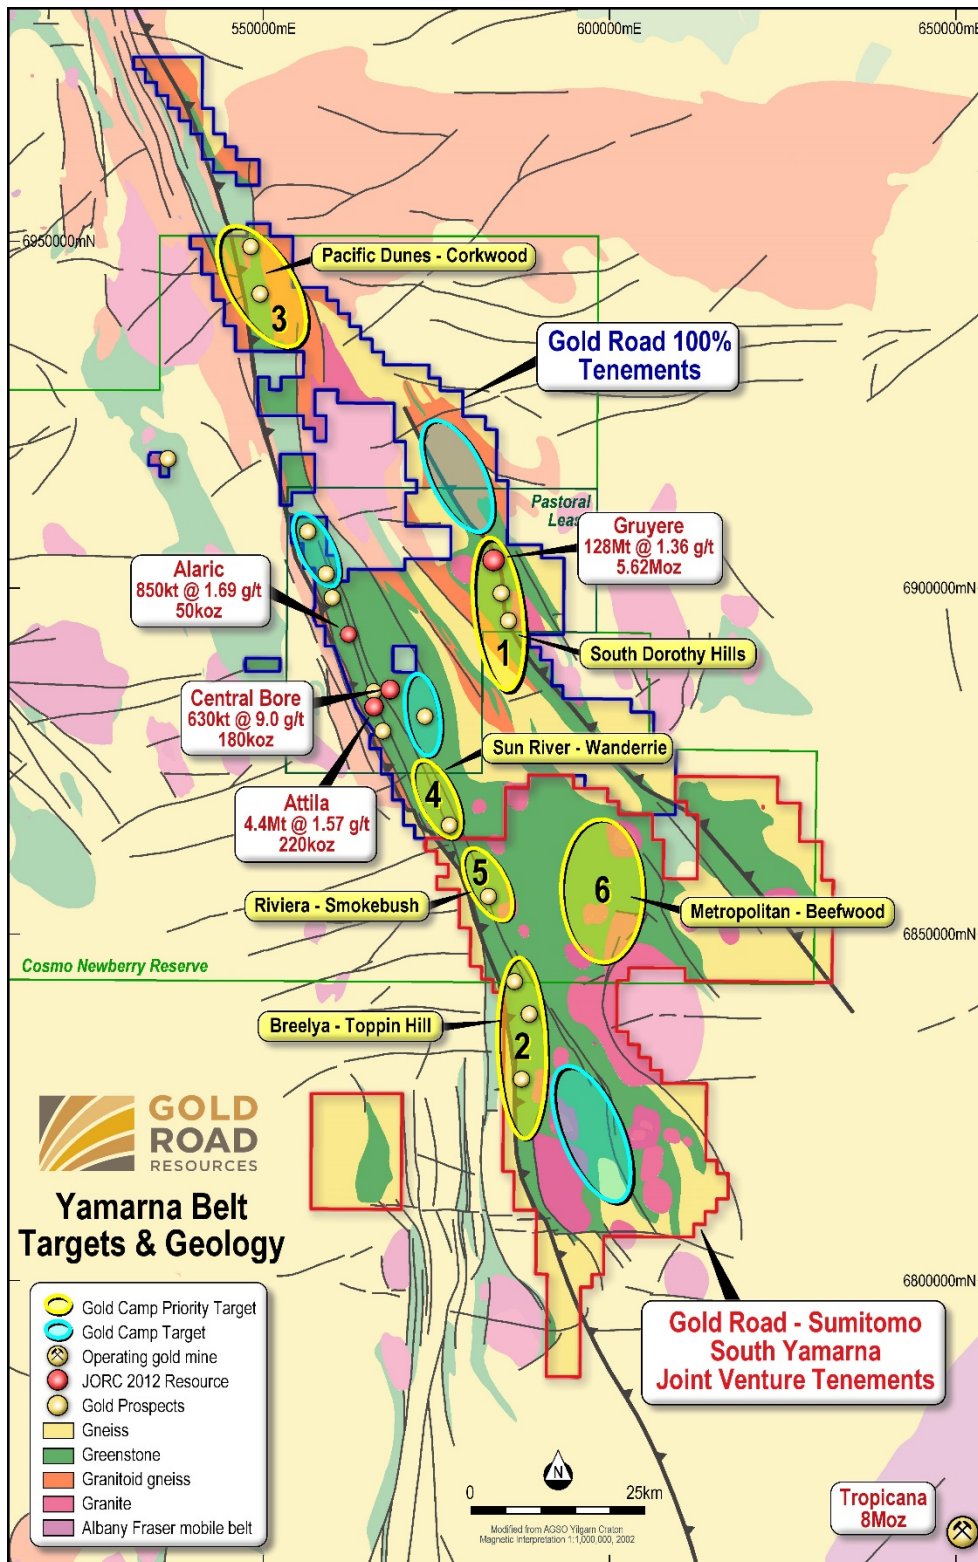 550000mE
600000mE
650000mE
6950000mN
Pacific Dunes - Corkwood
3
Gold Road 100%
Tenements
Pastoral
Leas
Gruyere
128Mt @ 1.36 g/t
5.62Moz
Alaric
850kt @ 1.69 g/t
50koz
6900000mN
1
South Dorothy Hills
Central Bore
630kt @ 9.0 g/t
180koz
Sun River - Wanderrie
4
Attila
4.4Mt @ 1.57 g/t
220koz
5
6
Riviera - Smokebush
Metropolitan - Beefwood
6850000mN
Cosmo Newberry Reserve
Breelya - Toppin Hill
2
GOLD
ROAD
RESOURCES
Yamarna Belt
Targets & Geology
6800000mN
Gold Camp Priority Target
Gold Camp Target
Operating gold mine
JORC 2012 Resource
Gold Prospects
Gneiss
Greenstone
Granitoid gneiss
Granite
Albany Fraser mobile belt
Gold Road - Sumitomo
South Yamarna
Joint Venture Tenements
N
0
25km
Modified from AGSO Yilgarn Craton
Magnetic Interpretation 1:1,000,000, 2002
Tropicana
8Moz